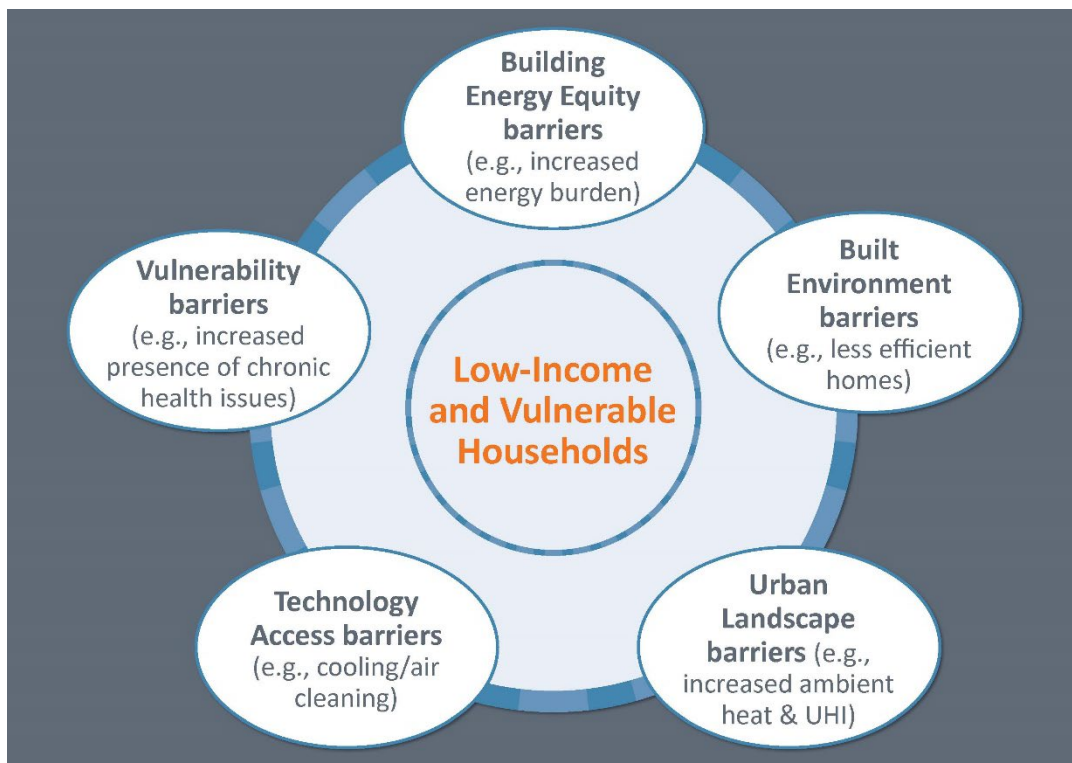 Building
Energy Equity
barriers
(e.g., increased
energy burden)
Built
Environment
barriers
(e.g., less efficient
homes)
Urban
Landscape
barriers (e.g.,
increased ambient
heat & UHI)
Technology
Access barriers
(e.g., cooling/air
cleaning)
Vulnerability
barriers
(e.g., increased
presence of chronic
health issues)
Low-Income
and Vulnerable
Households